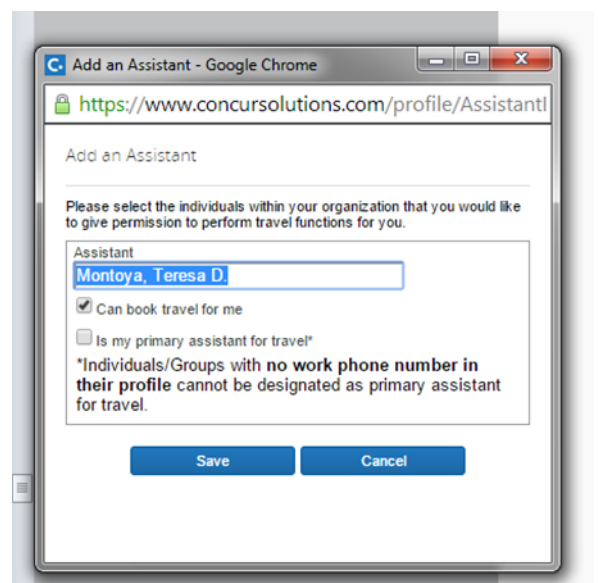 Add an Assistant - Google Chrome
https://www.concursolutions.com/profile/Assistantl
Add an Assistant
Please select the individuals within your organization that you would like
to give permission to perform travel functions for you.
Assistant
Montoya, Teresa D.
Can book travel for me
Is my primary assistant for travel*
*Individuals/Groups with no work phone number in
their profile cannot be designated as primary assistant
for travel.
Save Cancel